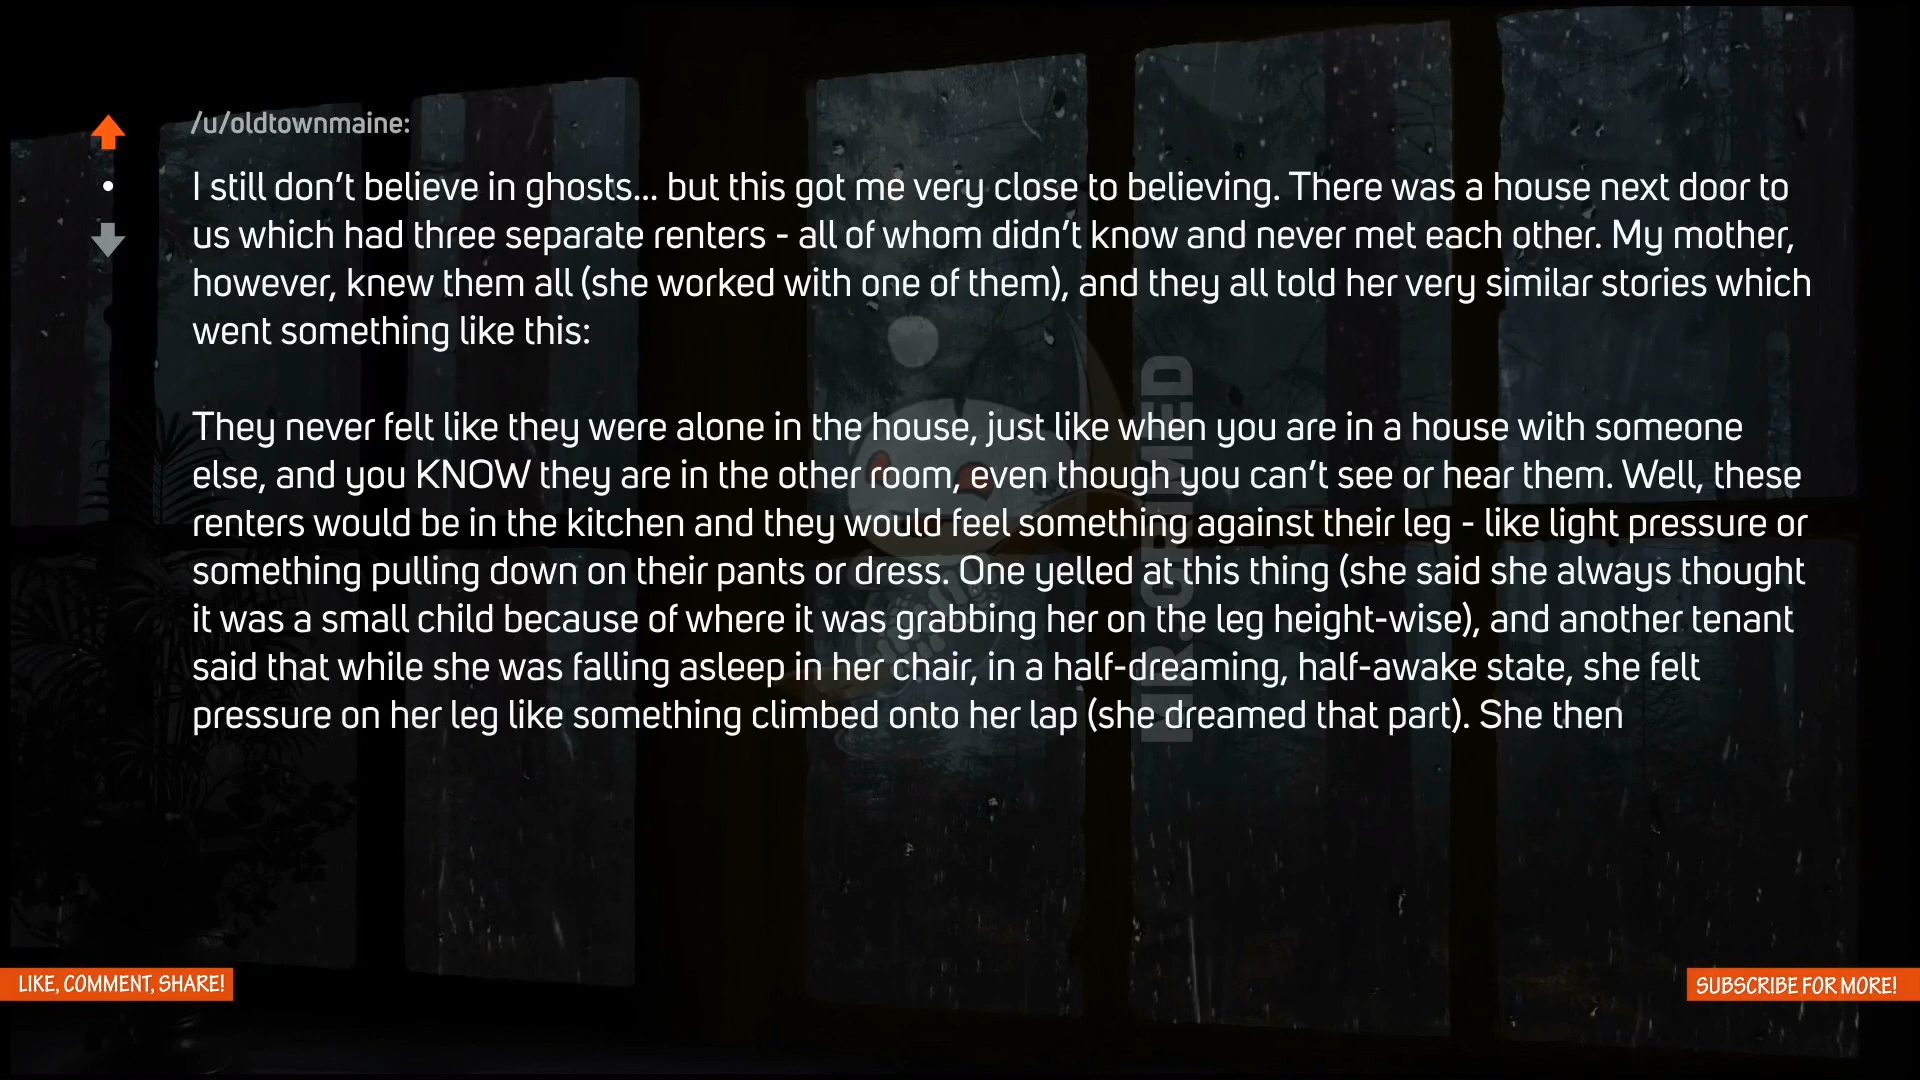 /u/oldtownmaine:
I still don't believe in ghosts... but this got me very close to believing. There was a house next door to
us which had three separate renters - all of whom didn't know and never met each other. My mother,
however, knew them all (she worked with one of them), and they all told her very similar stories which
went something like this:
They never felt like they were alone in the house, just like when you are in a house with someone
else, and you KNOW they are in the other room, even though you can't see or hear them. Well, these
renters would be in the kitchen and they would feel something against their leg - like light pressure or
something pulling down on their pants or dress. One yelled at this thing (she said she always thought
it was a small child because of where it was grabbing her on the leg height-wise), and another tenant
said that while she was falling asleep in her chair, in a half-dreaming, half-awake state, she felt
pressure on her leg like something climbed onto her lap (she dreamed that part). She then
MR.GRIMED
LIKE, COMMENT, SHARE!
SUBSCRIBE FOR MORE!